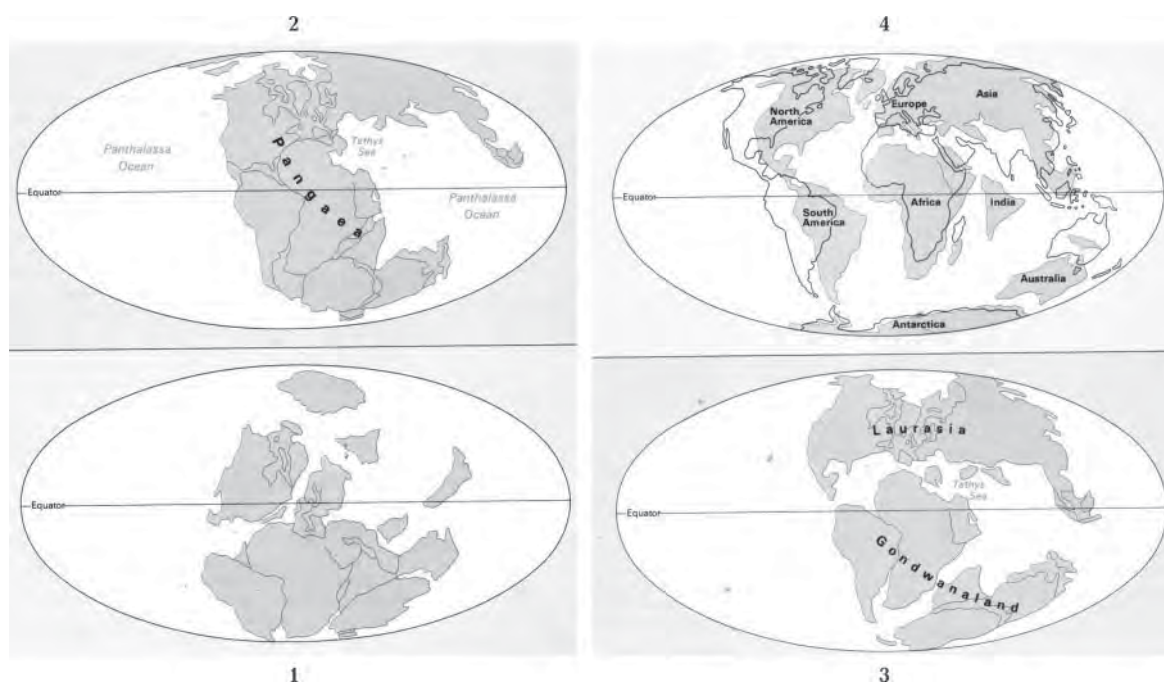 2
Panthalassa
Ocean
Pangaea
Tethys
Sea
Equator
Panthalassa
Ocean
4
North
America
Europe
Asia
Equator
South
America
Africa
India
Australia
Antarctica
Equator
1
Laurasia
Tethys
Sea
Equator
Gondwanaland
3